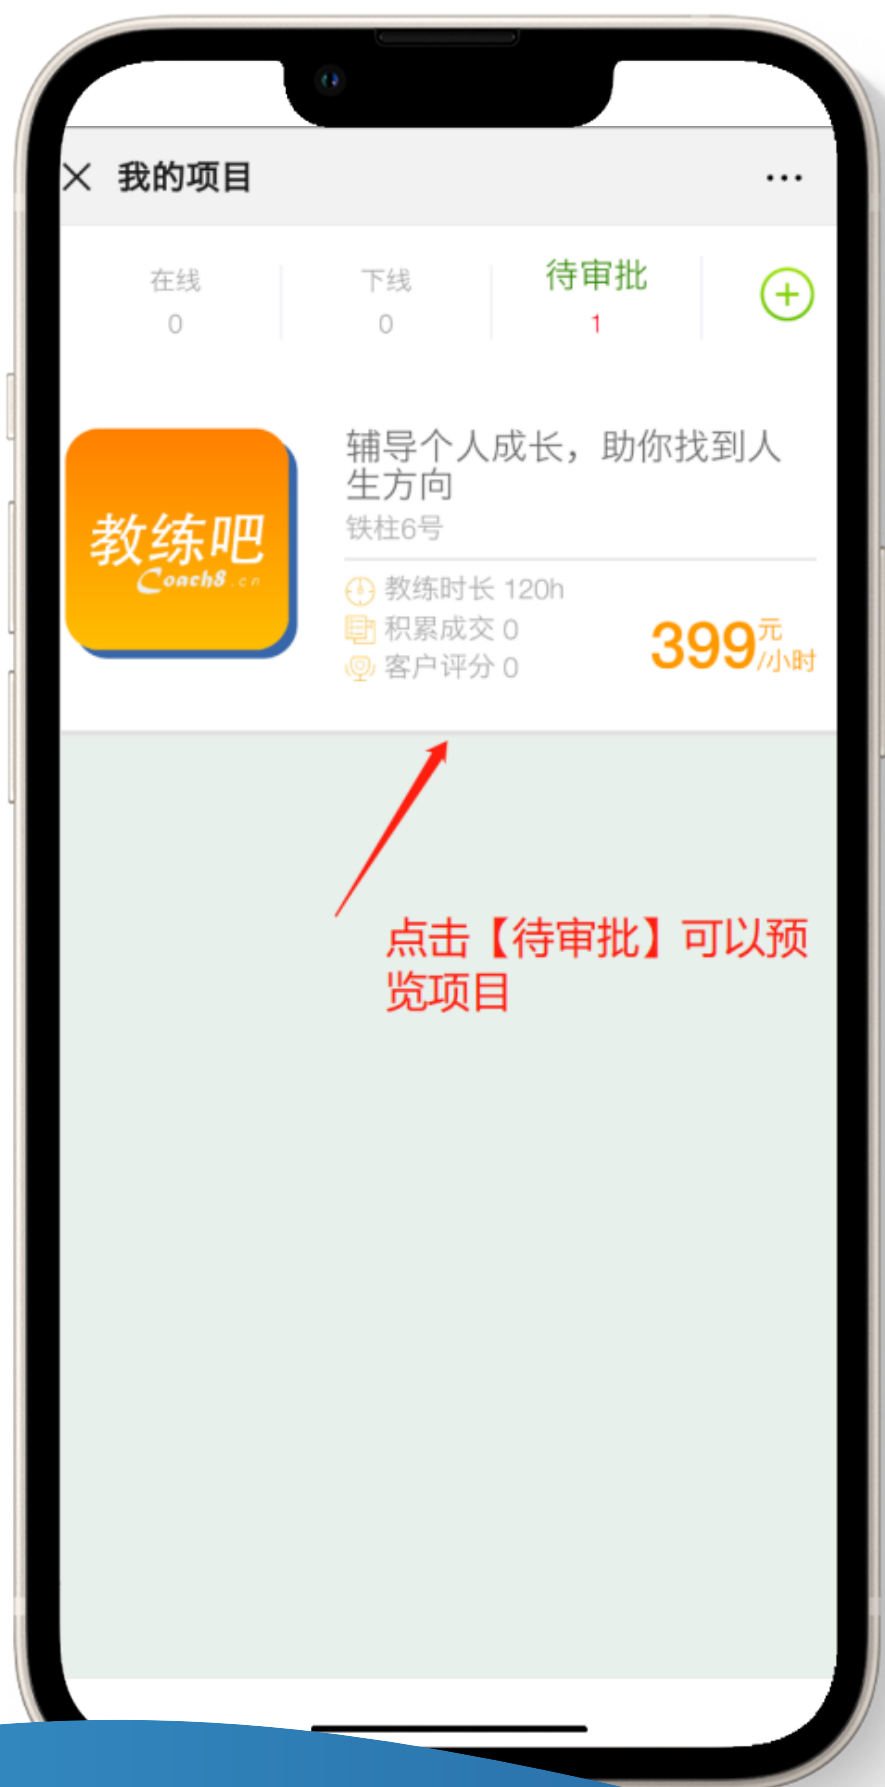 我的项目
在线
0
下线
0
待审批
1
教练吧
Coach8.cn
辅导个人成长，助你找到人
生方向
铁柱6号
教练时长 120h
积累成交 0
客户评分 0
399元
/小时
点击【待审批】可以预
览项目